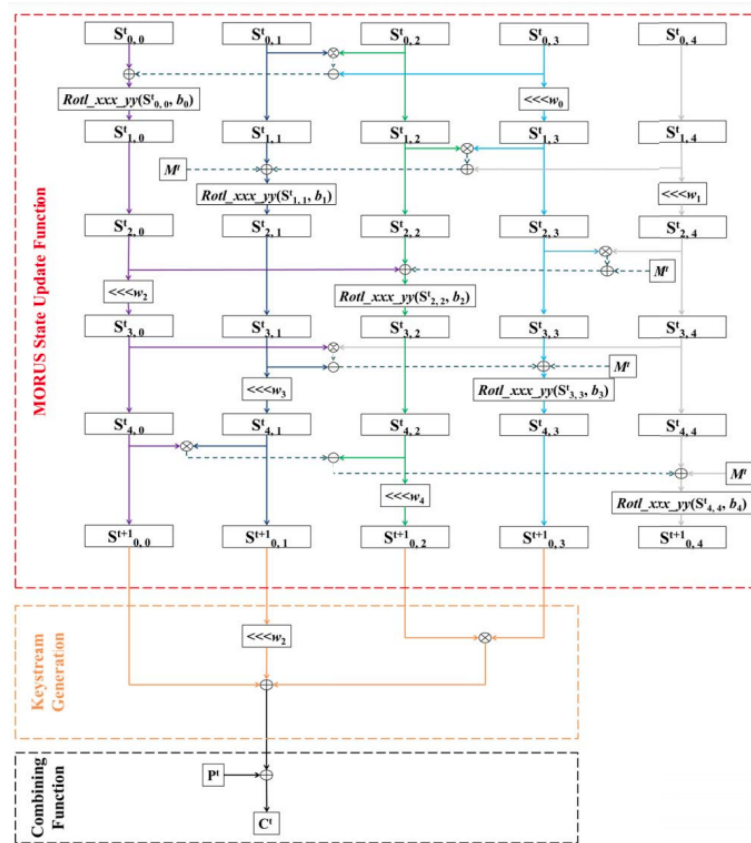 MORUS State Update Function
S^t_{0, 0} S^t_{0, 1} S^t_{0, 2} S^t_{0, 3} S^t_{0, 4}
Rotl_xxx_yy(S^t_{0, 0}, b_0) <<<w_0
S^t_{1, 0} S^t_{1, 1} S^t_{1, 2} S^t_{1, 3} S^t_{1, 4}
M^t
Rotl_xxx_yy(S^t_{1, 1}, b_1) <<<w_1
S^t_{2, 0} S^t_{2, 1} S^t_{2, 2} S^t_{2, 3} S^t_{2, 4}
M^t
<<<w_2 Rotl_xxx_yy(S^t_{2, 2}, b_2)
S^t_{3, 0} S^t_{3, 1} S^t_{3, 2} S^t_{3, 3} S^t_{3, 4}
M^t
<<<w_3 Rotl_xxx_yy(S^t_{3, 3}, b_3)
S^t_{4, 0} S^t_{4, 1} S^t_{4, 2} S^t_{4, 3} S^t_{4, 4}
M^t
<<<w_4 Rotl_xxx_yy(S^t_{4, 4}, b_4)
S^{t+1}_{0, 0} S^{t+1}_{0, 1} S^{t+1}_{0, 2} S^{t+1}_{0, 3} S^{t+1}_{0, 4}
Keystream
Generation
<<<w_2
Combining
Function
P^t
C^t